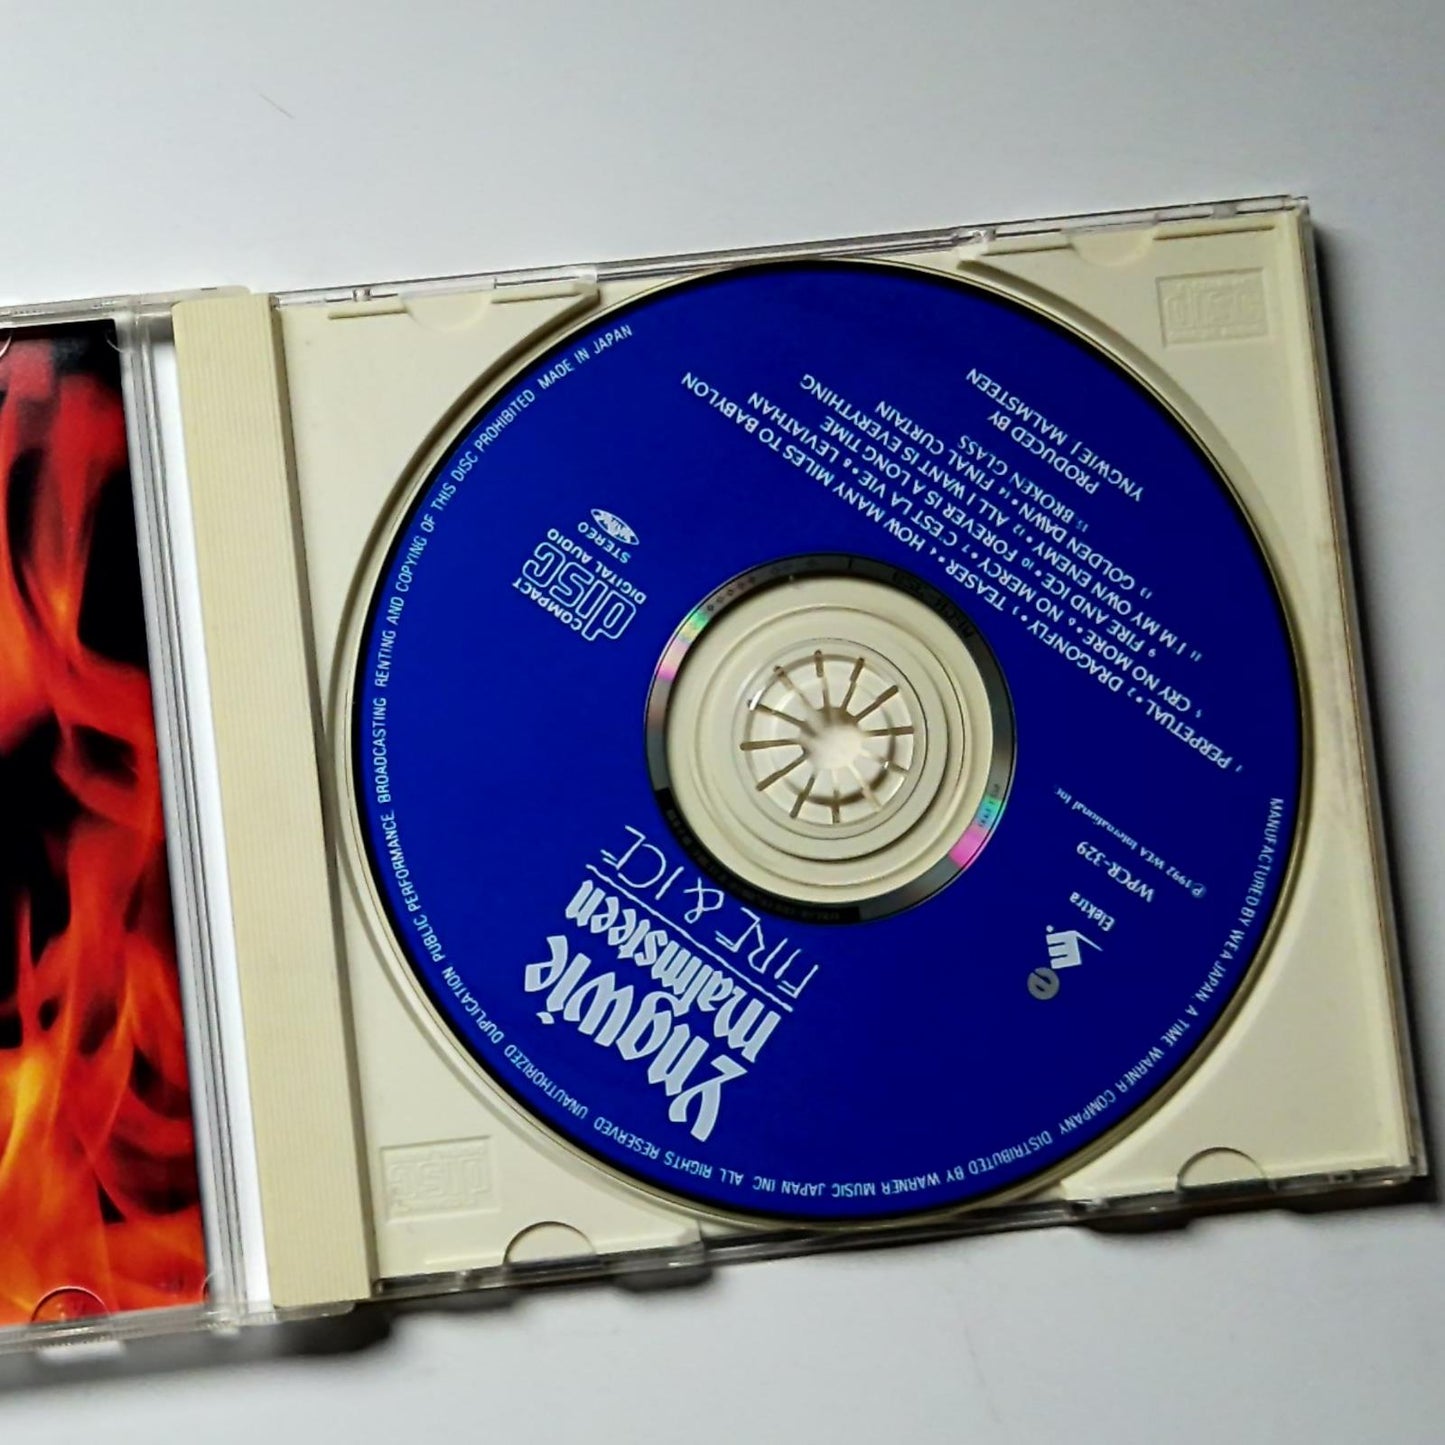 Yngwie
malmsteen
FIRE & ICE
COMPACT
disc
DIGITAL AUDIO
STEREO
1 PERPETUAL • 2 DRAGONFLY • 3 TEASER • 4 HOW MANY MILES TO BABYLON
5 CRY NO MORE • 6 NO MERCY • 7 C'EST LA VIE • 8 LEVIATHAN
9 FIRE AND ICE • 10 FOREVER IS A LONG TIME
11 I'M MY OWN ENEMY • 12 ALL I WANT IS EVERYTHING
13 GOLDEN DAWN • 14 FINAL CURTAIN
15 BROKEN GLASS
PRODUCED BY
YNGWIE J MALMSTEEN
℗ 1992 WEA International Inc
WPCR-329
Elektra
e
MANUFACTURED BY WEA JAPAN. A TIME WARNER COMPANY DISTRIBUTED BY WARNER MUSIC JAPAN INC. ALL RIGHTS RESERVED UNAUTHORIZED DUPLICATION PUBLIC PERFORMANCE BROADCASTING RENTING AND COPYING OF THIS DISC PROHIBITED MADE IN JAPAN
disc
disc